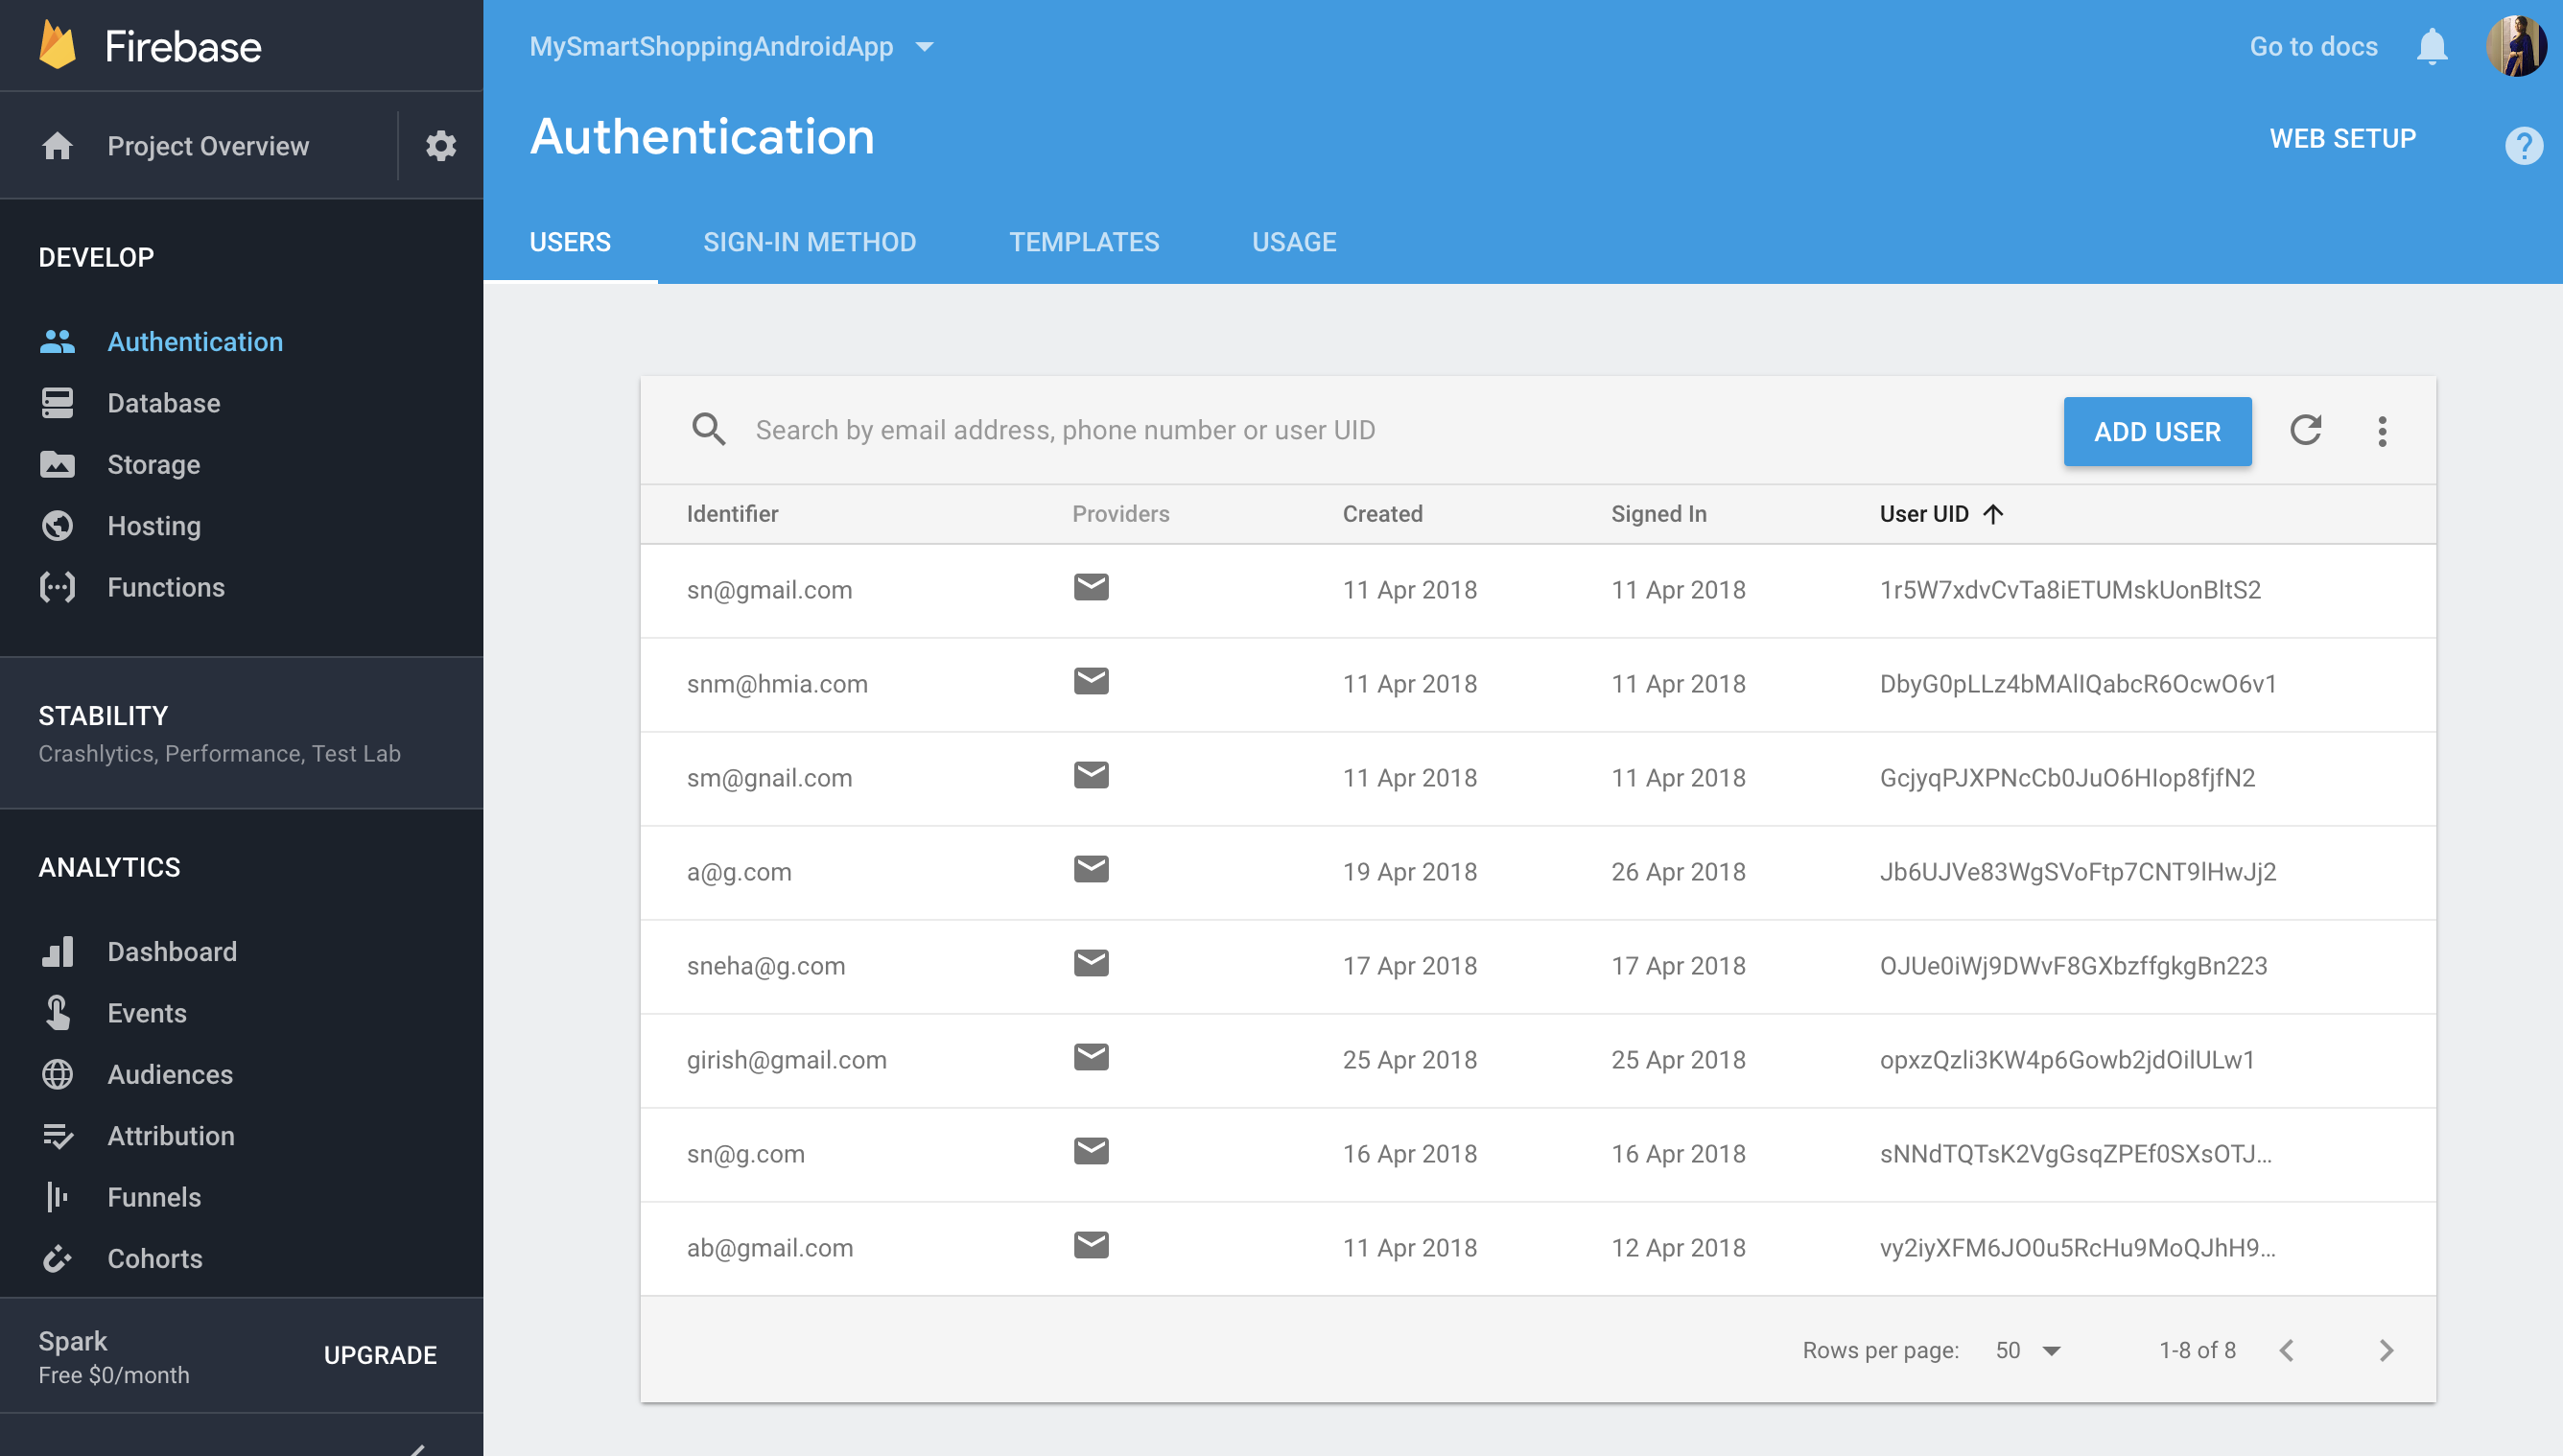 Firebase
Project Overview
DEVELOP
Authentication
Database
Storage
Hosting
Functions
STABILITY
Crashlytics, Performance, Test Lab
ANALYTICS
Dashboard
Events
Audiences
Attribution
Funnels
Cohorts
Spark
Free $0/month
UPGRADE
MySmartShoppingAndroidApp
Go to docs
Authentication
WEB SETUP
?
USERS SIGN-IN METHOD TEMPLATES USAGE
Search by email address, phone number or user UID
ADD USER
Identifier Providers Created Signed In User UID
sn@gmail.com 11 Apr 2018 11 Apr 2018 1r5W7xdvCvTa8iETUMskUonBltS2
snm@hmia.com 11 Apr 2018 11 Apr 2018 DbyG0pLLz4bMAlIQabcR6OcwO6v1
sm@gnail.com 11 Apr 2018 11 Apr 2018 GcjyqPJXPNcCb0JuO6HIop8fjfN2
a@g.com 19 Apr 2018 26 Apr 2018 Jb6UJVe83WgSVoFtp7CNT9lHwJj2
sneha@g.com 17 Apr 2018 17 Apr 2018 OJUe0iWj9DWvF8GXbzffgkgBn223
girish@gmail.com 25 Apr 2018 25 Apr 2018 opxzQzli3KW4p6Gowb2jdOilULw1
sn@g.com 16 Apr 2018 16 Apr 2018 sNNdTQTsK2VgGsqZPEf0SXsOTJ...
ab@gmail.com 11 Apr 2018 12 Apr 2018 vy2iyXFM6JO0u5RcHu9MoQJhH9...
Rows per page: 50 1-8 of 8